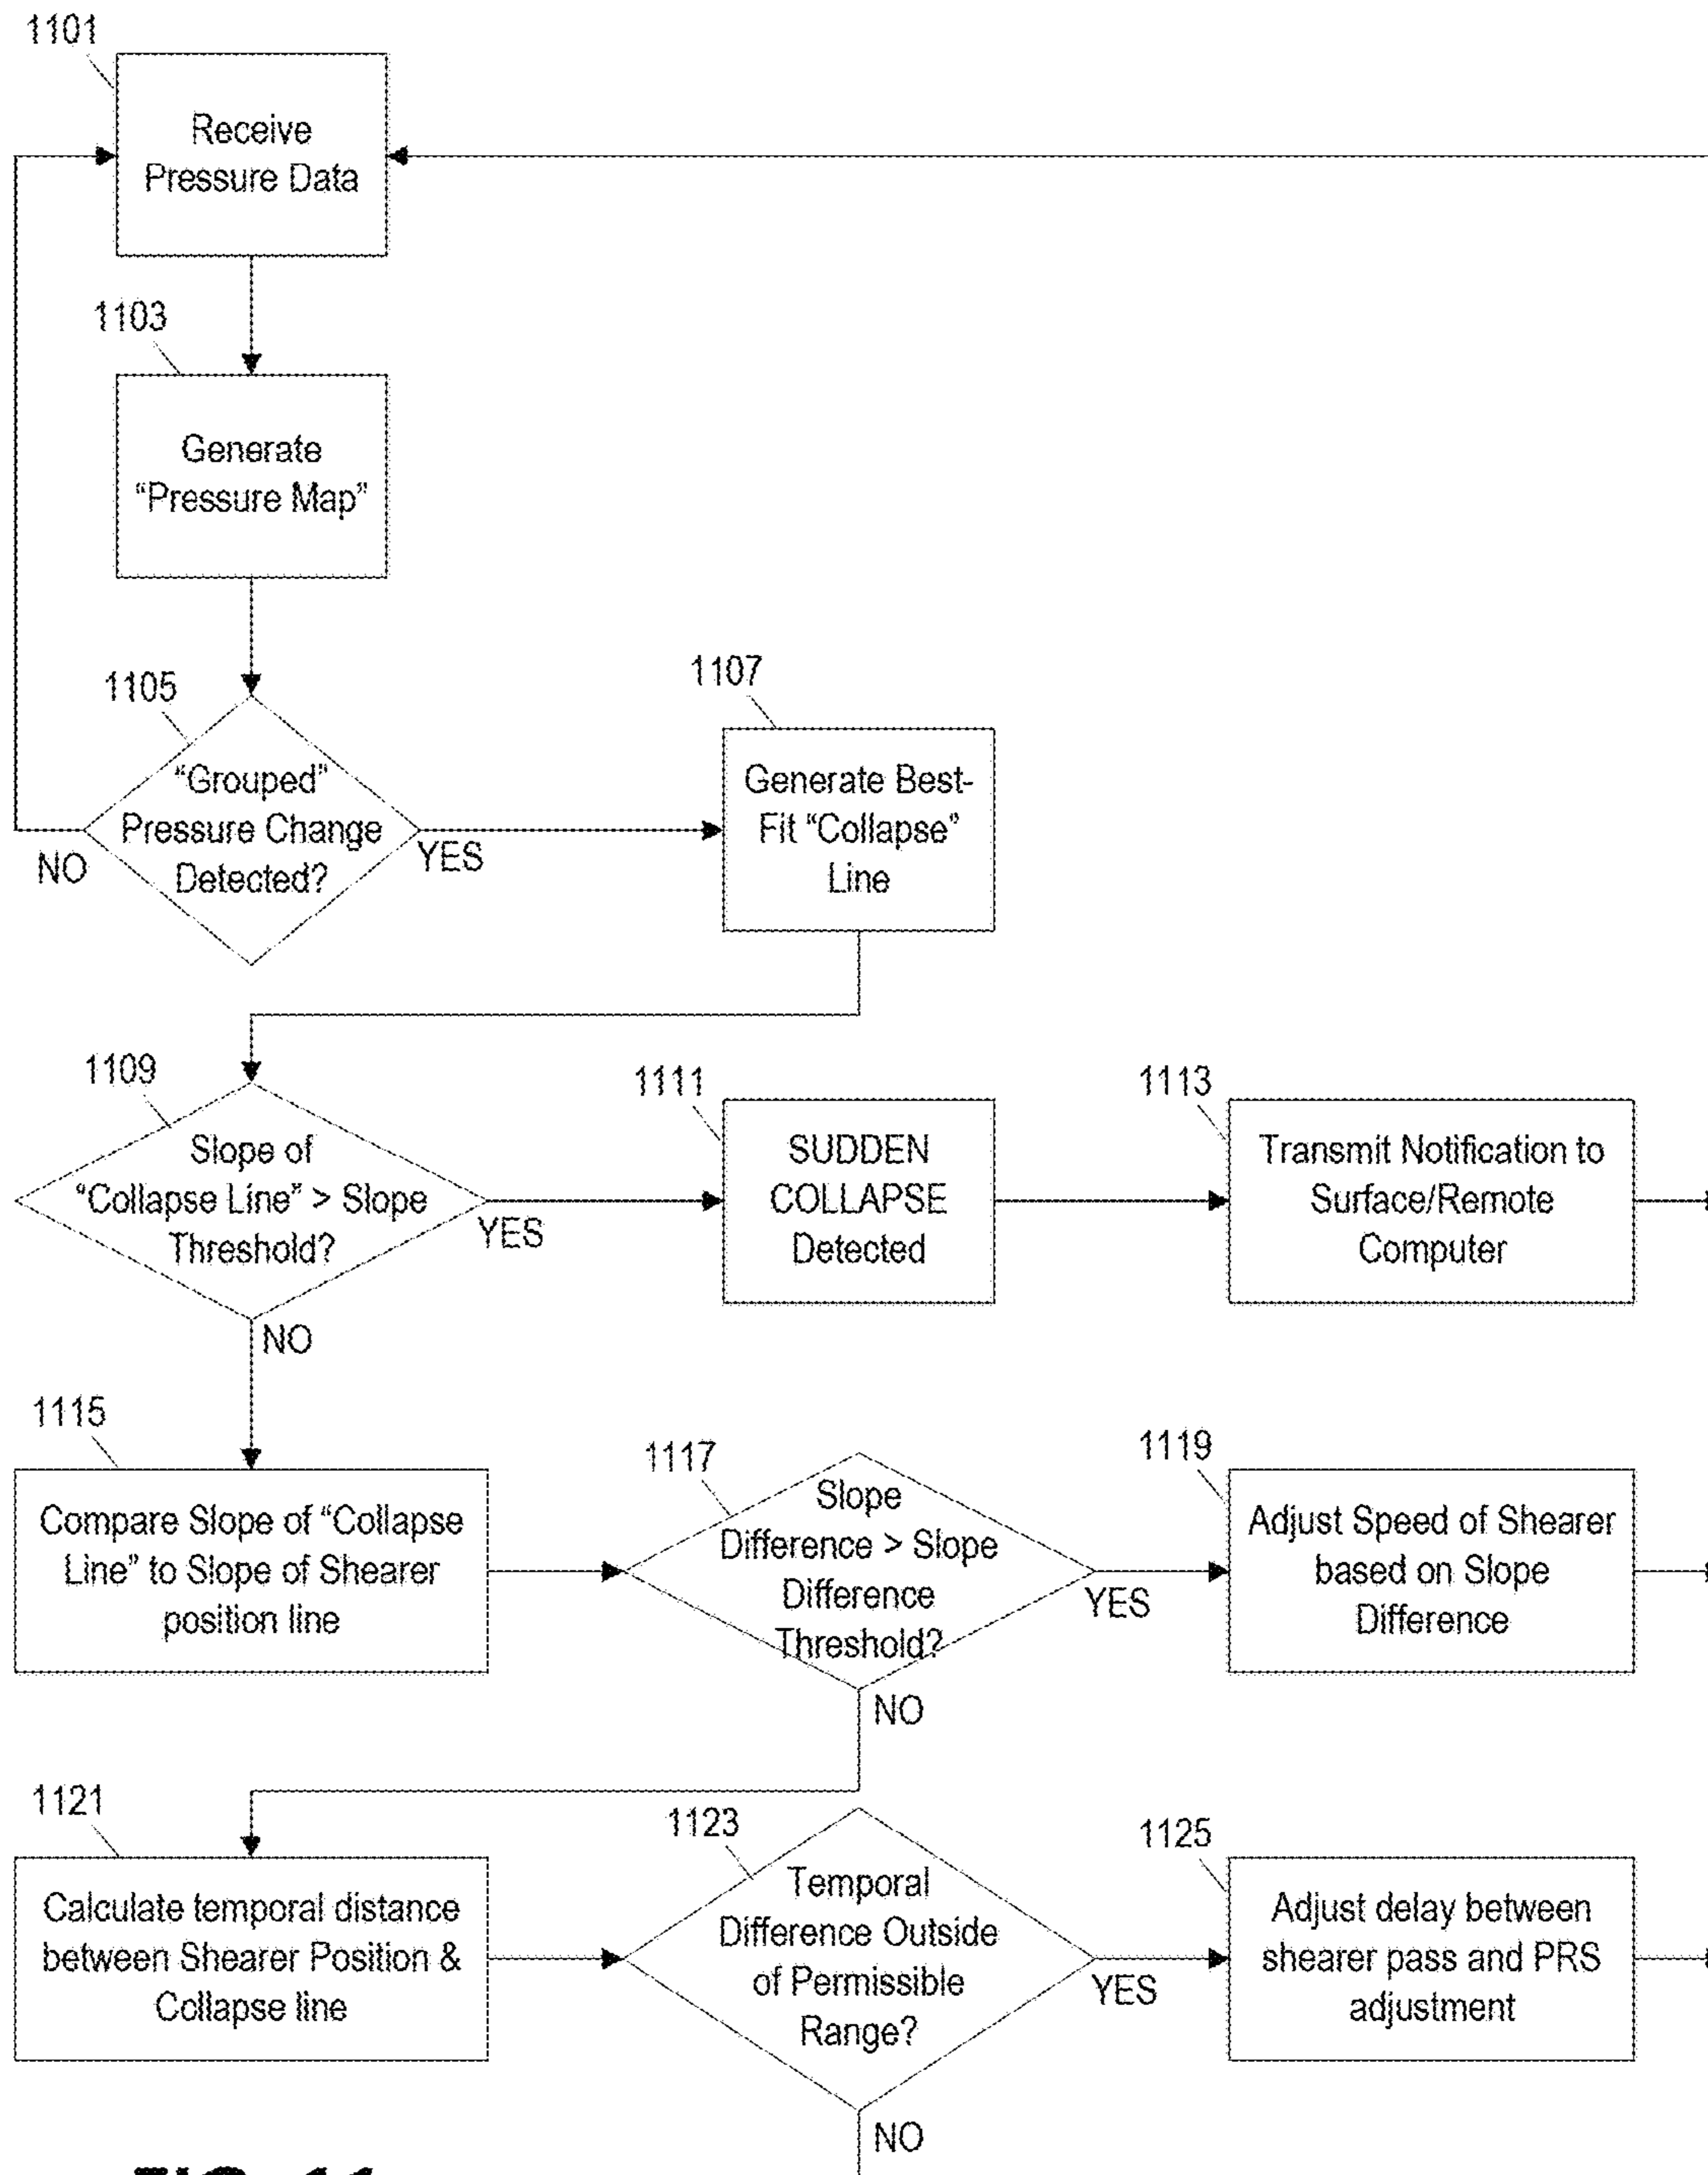 1101
Receive
Pressure Data
1103
Generate
“Pressure Map”
1105
“Grouped”
Pressure Change
Detected?
NO
YES
1107
Generate Best-
Fit “Collapse”
Line
1109
Slope of
“Collapse Line” > Slope
Threshold?
YES
NO
1111
SUDDEN
COLLAPSE
Detected
1113
Transmit Notification to
Surface/Remote
Computer
1115
Compare Slope of “Collapse
Line” to Slope of Shearer
position line
1117
Slope
Difference > Slope
Difference
Threshold?
YES
NO
1119
Adjust Speed of Shearer
based on Slope
Difference
1121
Calculate temporal distance
between Shearer Position &
Collapse line
1123
Temporal
Difference Outside
of Permissible
Range?
YES
NO
1125
Adjust delay between
shearer pass and PRS
adjustment